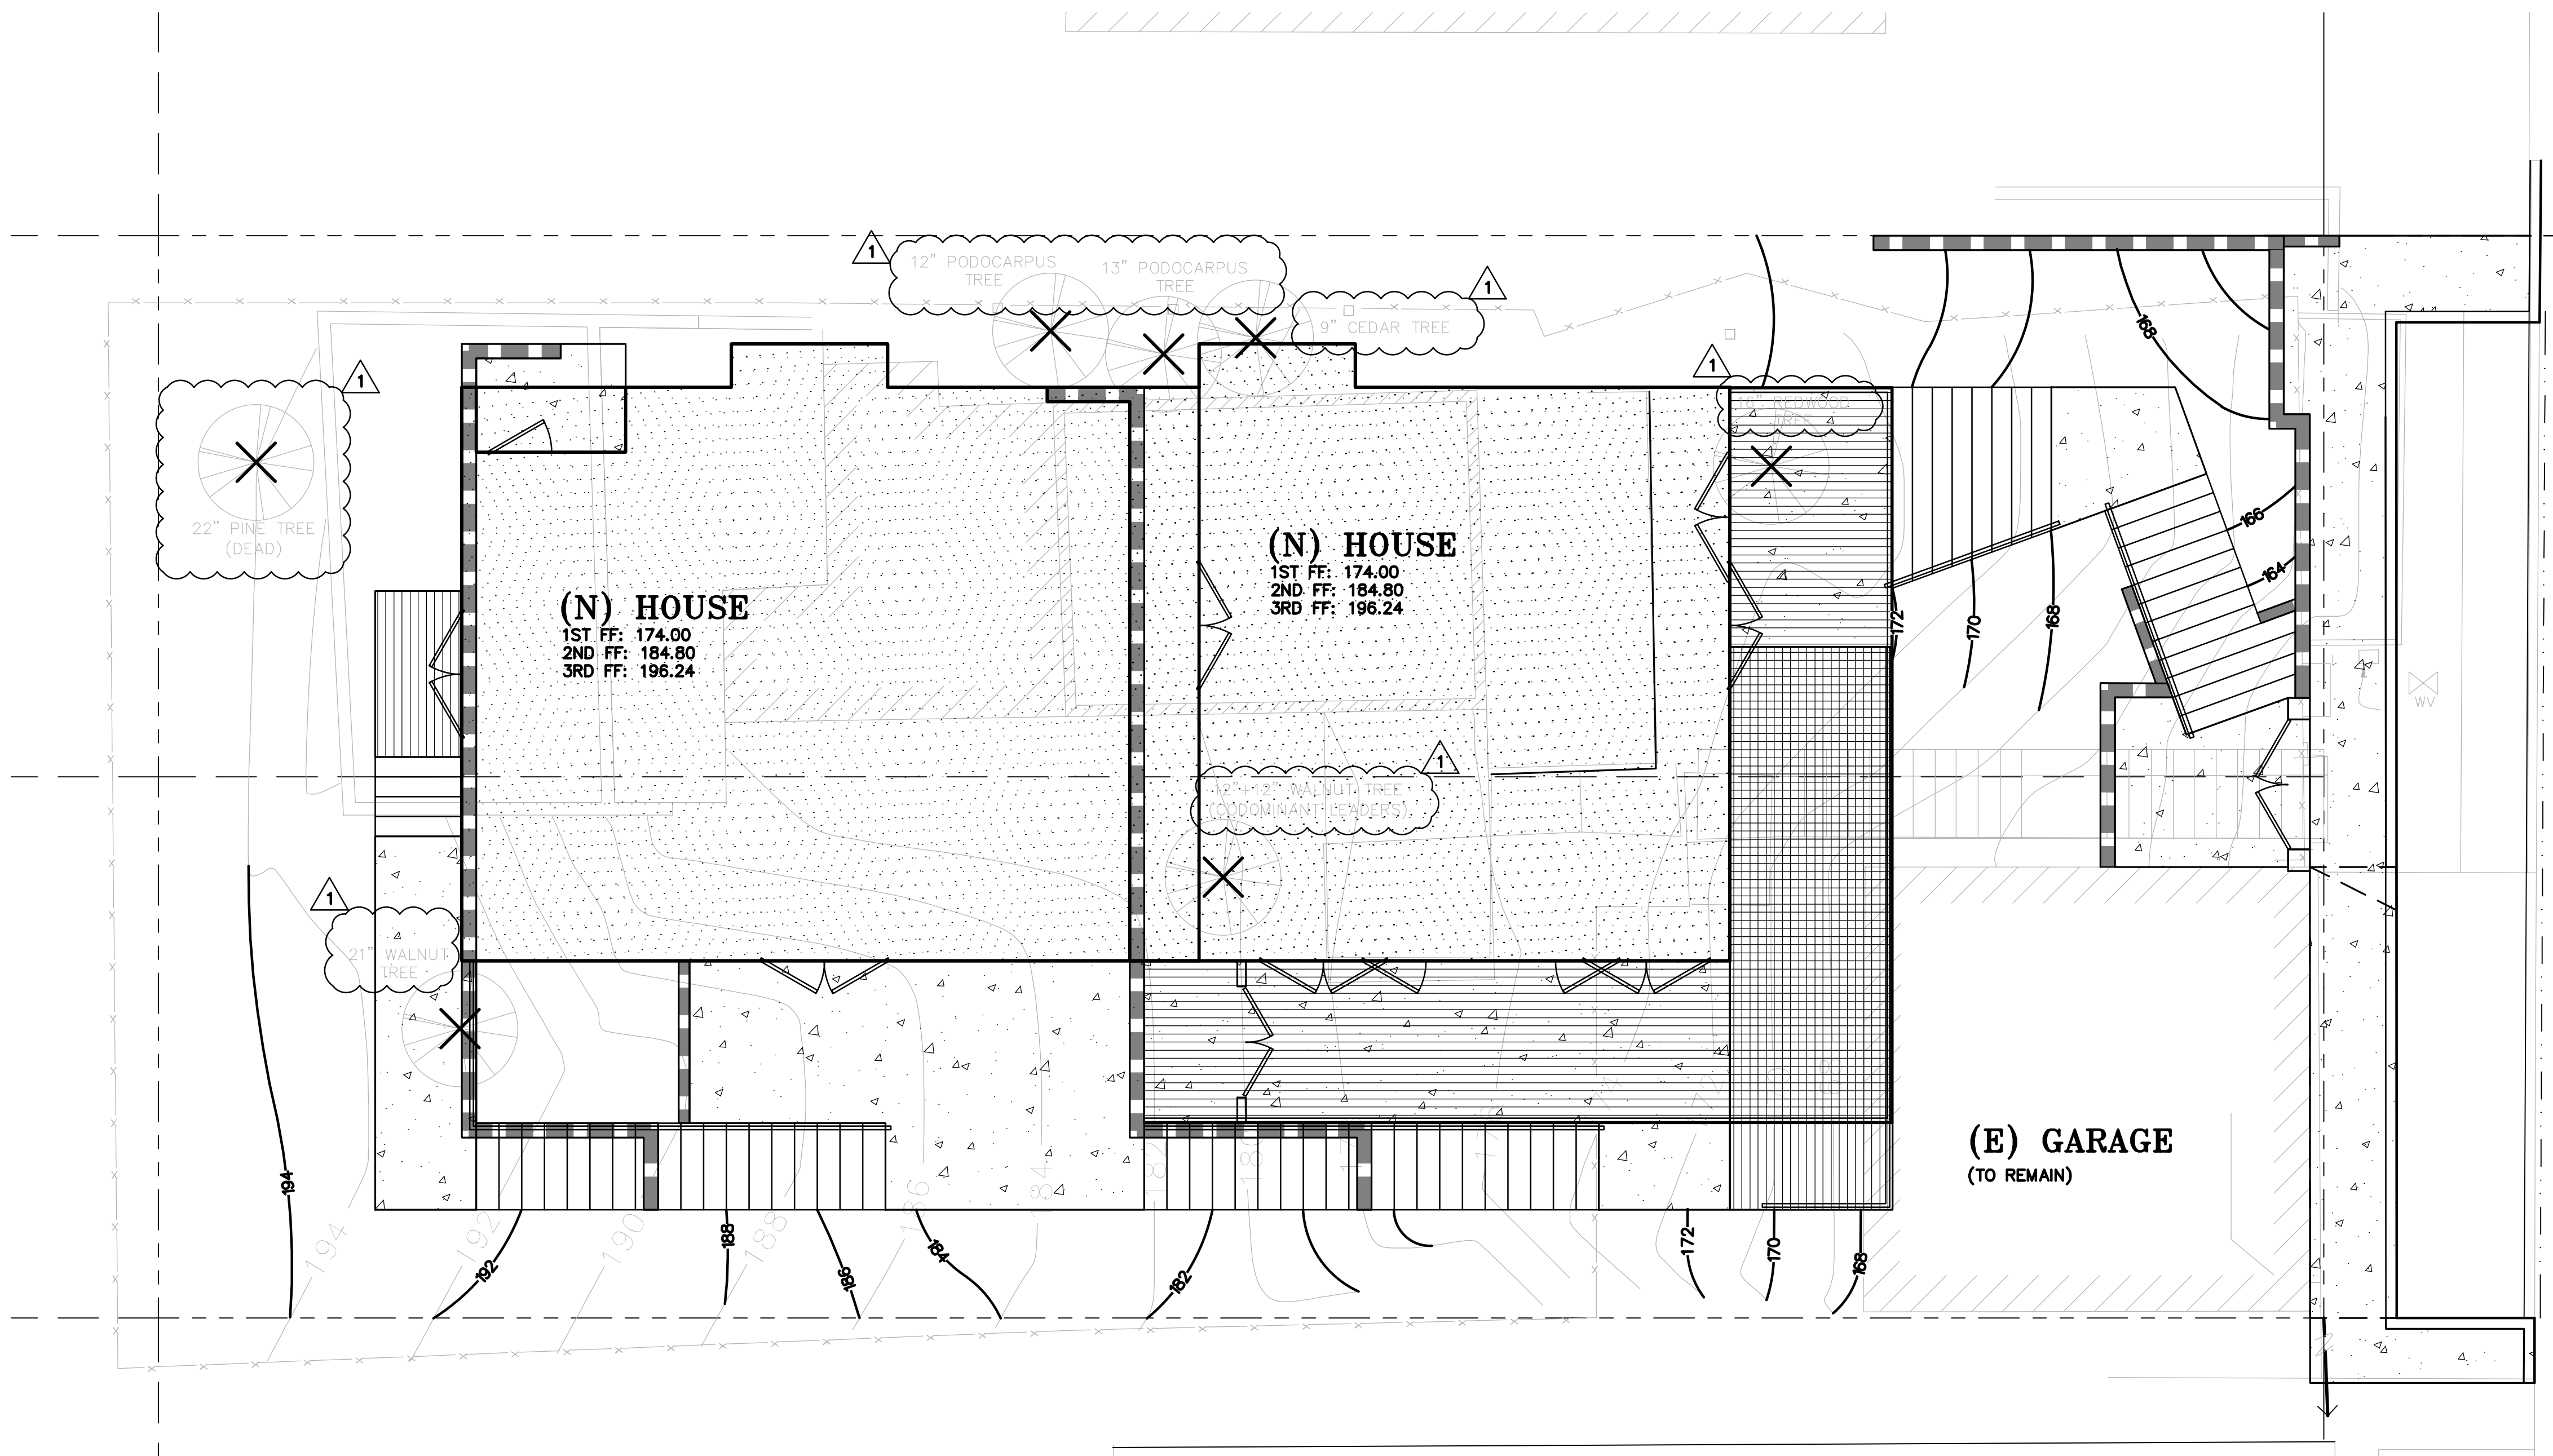 1
12" PODOCARPUS
TREE
13" PODOCARPUS
TREE
1
9" CEDAR TREE
168
1
1
16" REDWOOD
TREE
22" PINE TREE
(DEAD)
166
(N) HOUSE
1ST FF: 174.00
2ND FF: 184.80
3RD FF: 196.24
164
(N) HOUSE
1ST FF: 174.00
2ND FF: 184.80
3RD FF: 196.24
172
170
168
WV
1
12"+12" WALNUT TREE
(CODOMINANT LEADERS)
1
21" WALNUT
TREE
(E) GARAGE
(TO REMAIN)
194
184
182
180
172
194
192
190
188
186
192
188
186
184
182
172
170
168